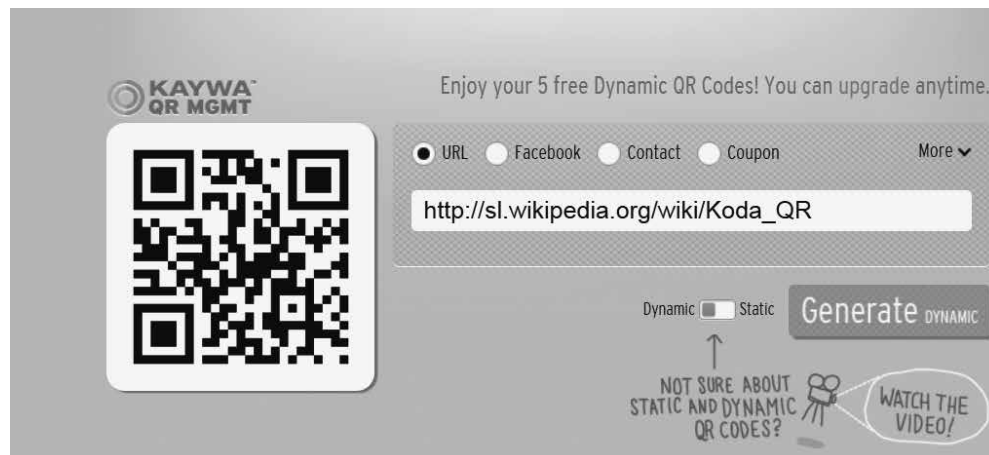 KAYWA
QR MGMT
Enjoy your 5 free Dynamic QR Codes! You can upgrade anytime.
URL Facebook Contact Coupon More
http://sl.wikipedia.org/wiki/Koda_QR
Dynamic Static
Generate DYNAMIC
NOT SURE ABOUT
STATIC AND DYNAMIC
QR CODES?
WATCH THE
VIDEO!